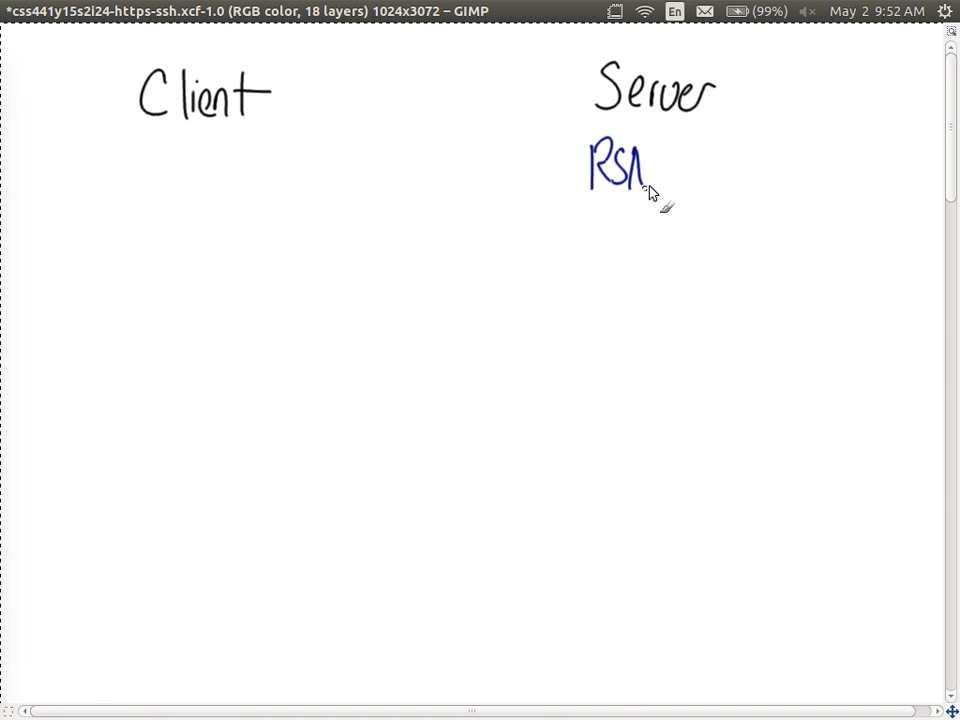 *css441y15s2i24-https-ssh.xcf-1.0 (RGB color, 18 layers) 1024x3072 – GIMP En (99%) May 2 9:52 AM
Client Server
RSA